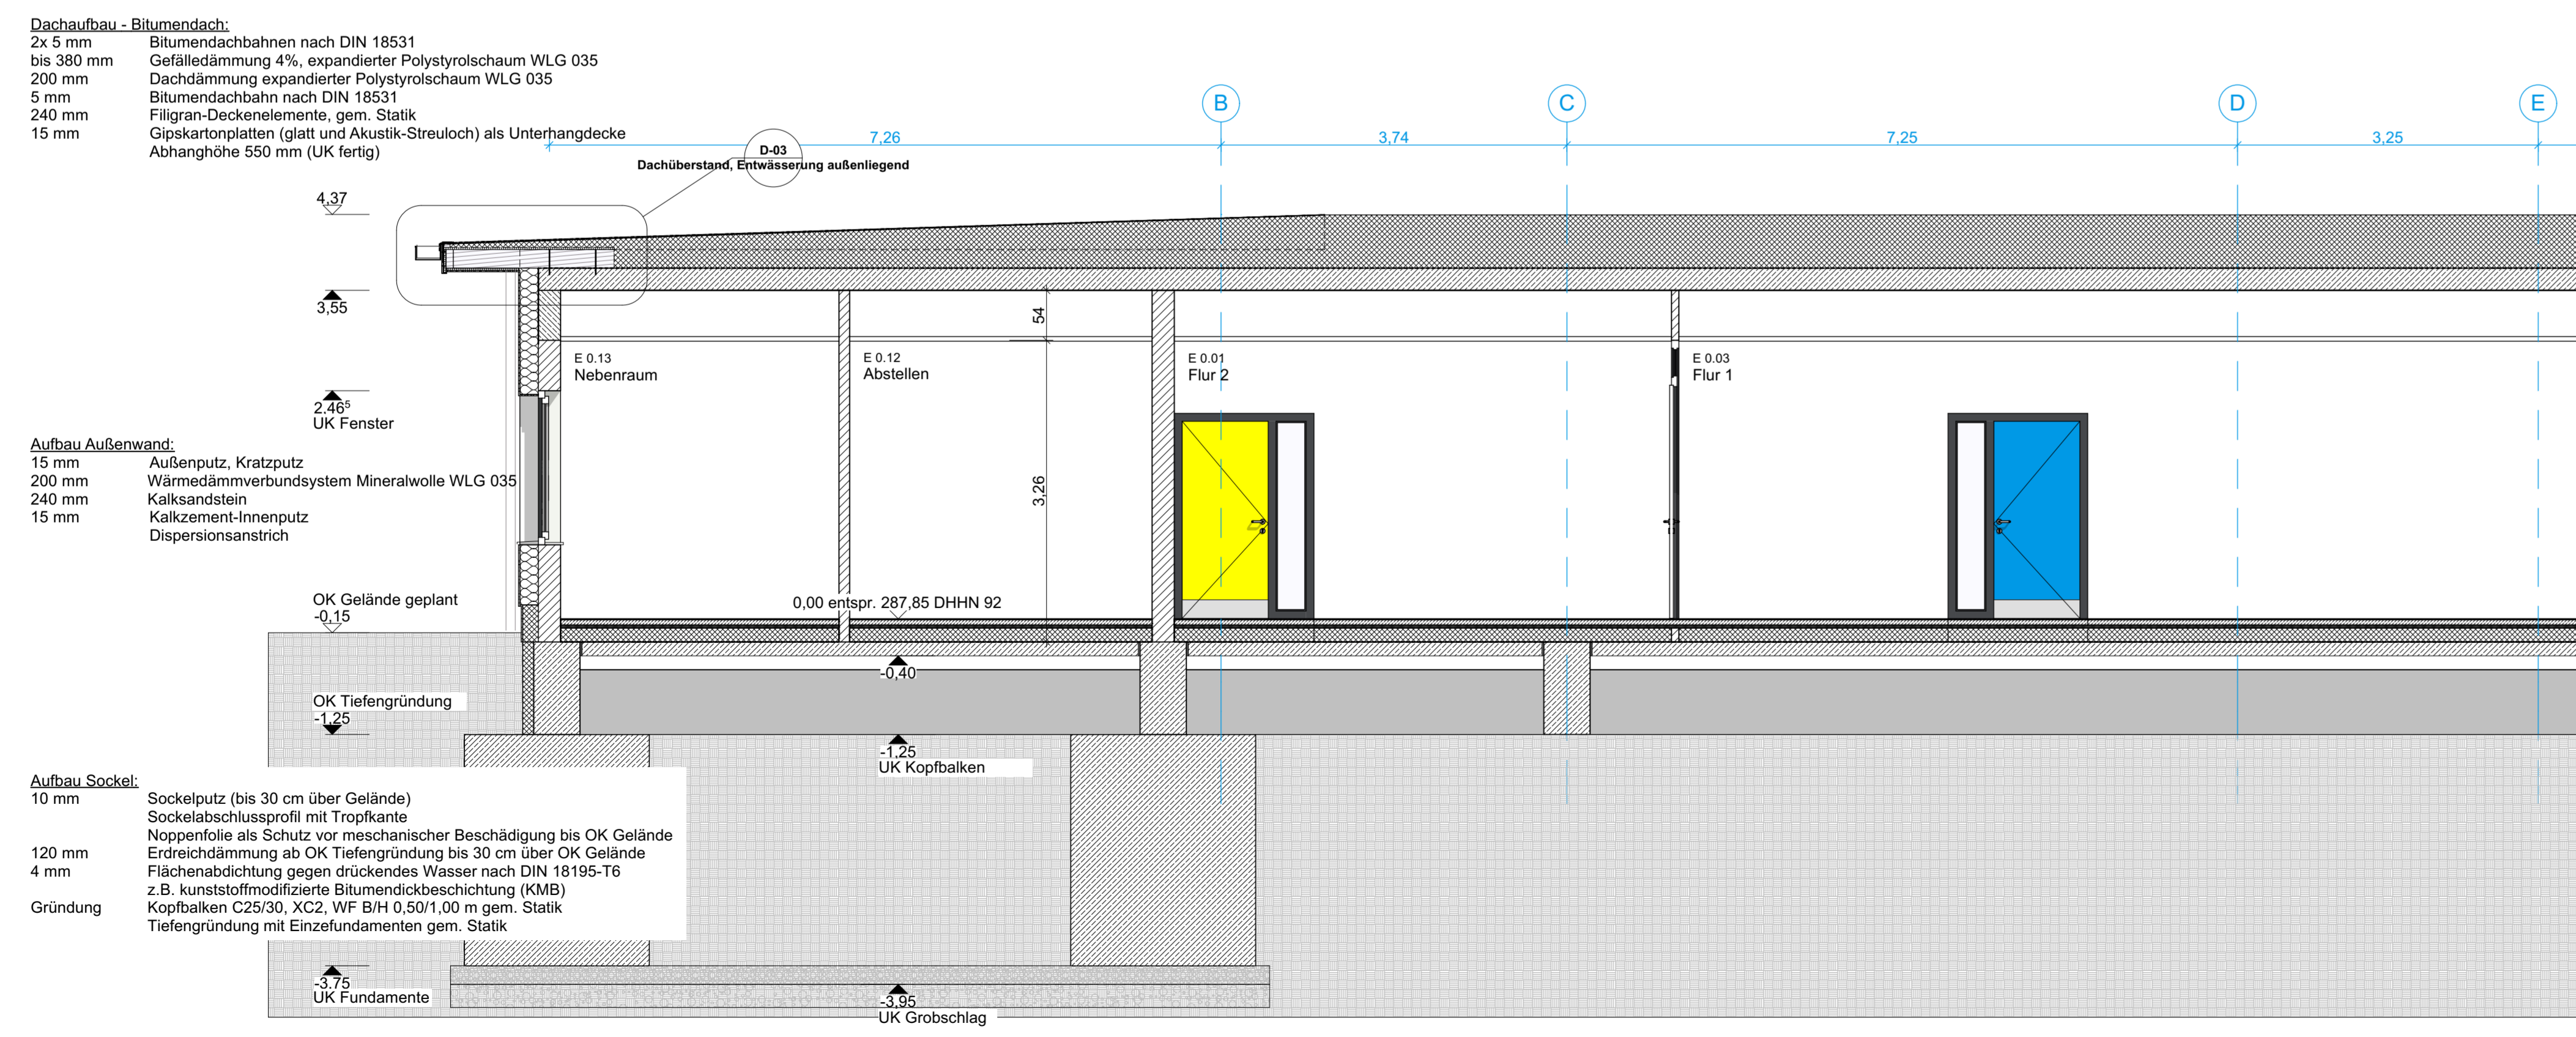 Dachaufbau - Bitumendach:
2x 5 mm Bitumendachbahnen nach DIN 18531
bis 380 mm Gefälledämmung 4%, expandierter Polystyrolschaum WLG 035
200 mm Dachdämmung expandierter Polystyrolschaum WLG 035
5 mm Bitumendachbahn nach DIN 18531
240 mm Filigran-Deckenelemente, gem. Statik
15 mm Gipskartonplatten (glatt und Akustik-Streuloch) als Unterhangdecke
Abhanghöhe 550 mm (UK fertig)
B
C
D
E
7,26
3,74
7,25
3,25
D-03
Dachüberstand, Entwässerung außenliegend
4,37
3,55
54
E 0.13
Nebenraum
E 0.12
Abstellen
E 0.01
Flur 2
E 0.03
Flur 1
2.46⁵
UK Fenster
Aufbau Außenwand:
15 mm Außenputz, Kratzputz
200 mm Wärmedämmverbundsystem Mineralwolle WLG 035
240 mm Kalksandstein
15 mm Kalkzement-Innenputz
Dispersionsanstrich
3,26
OK Gelände geplant
-0,15
0,00 entspr. 287,85 DHHN 92
-0,40
OK Tiefengründung
-1,25
-1,25
UK Kopfbalken
Aufbau Sockel:
10 mm Sockelputz (bis 30 cm über Gelände)
Sockelabschlussprofil mit Tropfkante
Noppenfolie als Schutz vor meschanischer Beschädigung bis OK Gelände
120 mm Erdreichdämmung ab OK Tiefengründung bis 30 cm über OK Gelände
4 mm Flächenabdichtung gegen drückendes Wasser nach DIN 18195-T6
z.B. kunststoffmodifizierte Bitumendickbeschichtung (KMB)
Gründung Kopfbalken C25/30, XC2, WF B/H 0,50/1,00 m gem. Statik
Tiefengründung mit Einzefundamenten gem. Statik
-3.75
UK Fundamente
-3,95
UK Grobschlag